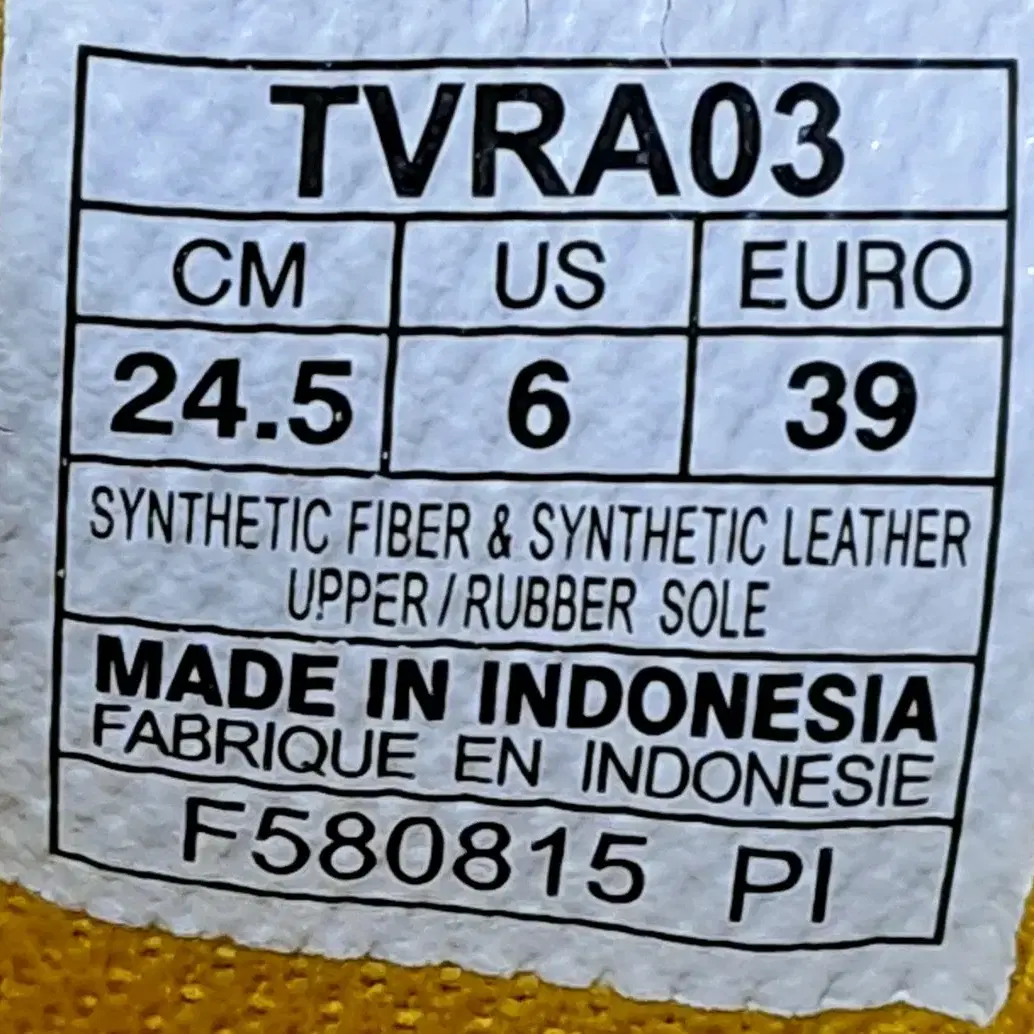 TVRA03
CM US EURO
24.5 6 39
SYNTHETIC FIBER & SYNTHETIC LEATHER
UPPER/RUBBER SOLE
MADE IN INDONESIA
FABRIQUE EN INDONESIE
F580815 PI